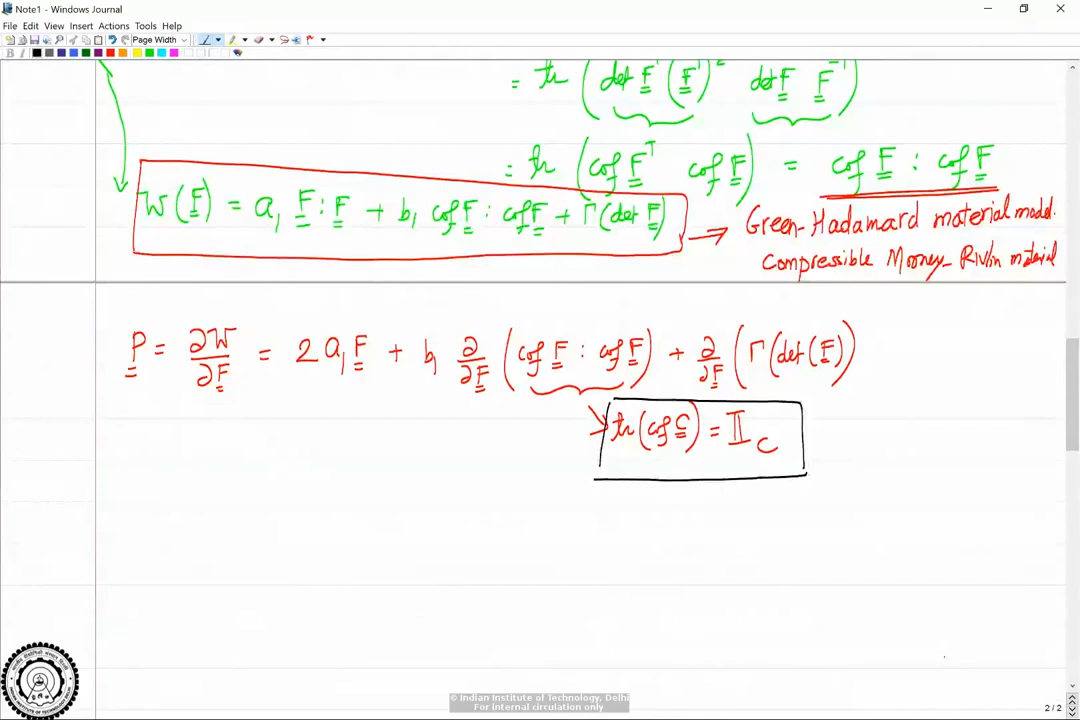 Note1 - Windows Journal
File Edit View Insert Actions Tools Help
Page Width
B I
= tr (det F^T (F^T)^-1 det F F^-1)
= tr (cof F^T cof F) = cof F : cof F
W(F) = a₁ F : F + b₁ cof F : cof F + Γ(det F) → Green-Hadamard material model.
Compressible Mooney-Rivlin material
P = ∂W/∂F = 2a₁F + b₁ ∂/∂F (cof F : cof F) + ∂/∂F (Γ(det(F))
tr(cof C) = II_C
© Indian Institute of Technology, Delhi
For internal circulation only
2 / 2